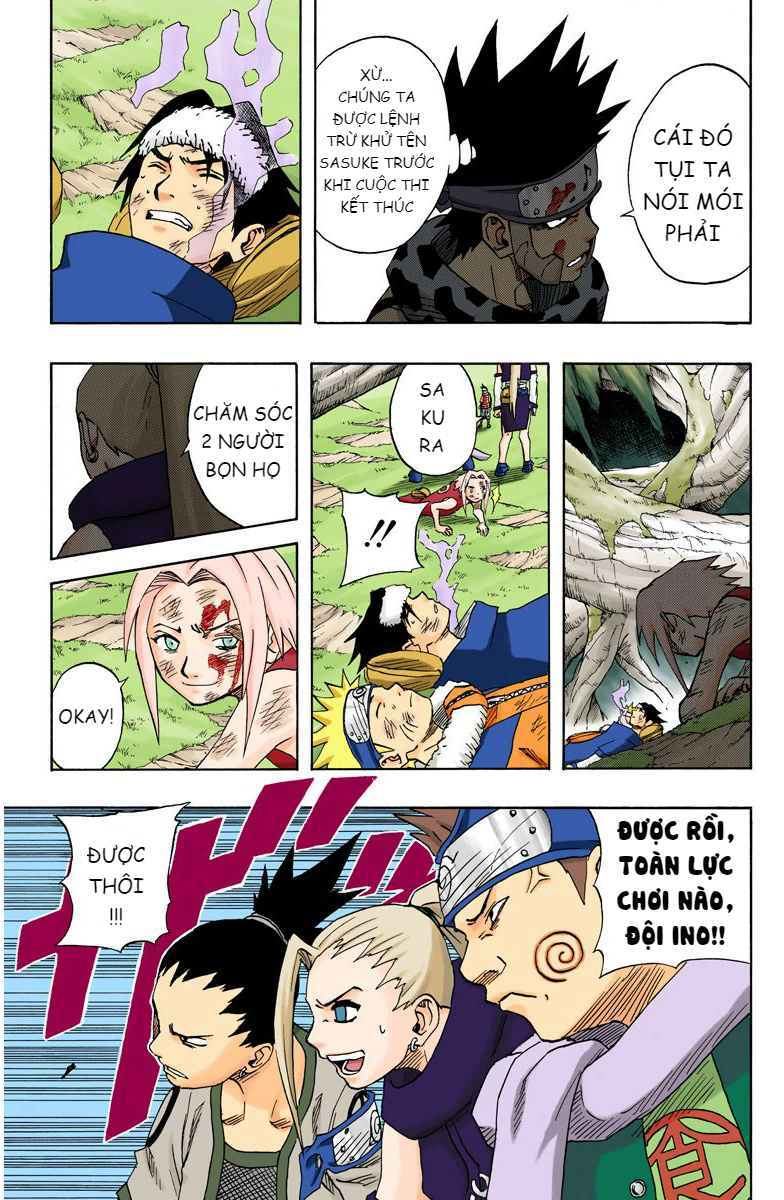 CÁI ĐÓ
TỤI TA
NÓI MÓI
PHẢI
XỪ...
CHÚNG TA
ĐƯỢC LỆNH
TRỪ KHỬ TÊN
SASUKE TRƯỚC
KHI CUỘC THI
KẾT THÚC
SA
KU
RA
!!
CHĂM SÓC
2 NGƯỜI
BỌN HỌ
OKAY!
ĐƯỢC RỒI,
TOÀN LỰC
CHƠI NÀO,
ĐỘI INO!!
ĐƯỢC
THÔI
!!!